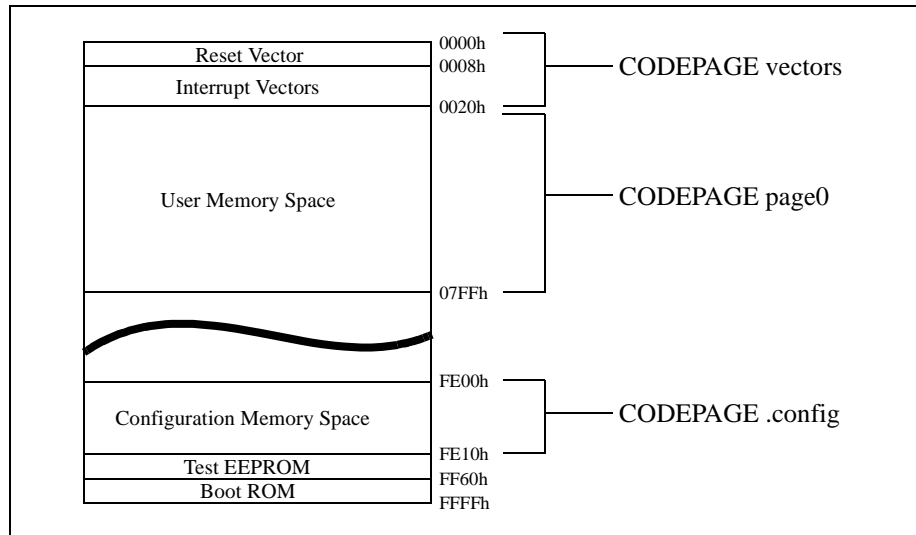 0000h
Reset Vector
0008h
CODEPAGE vectors
Interrupt Vectors
0020h
User Memory Space
CODEPAGE page0
07FFh
FE00h
Configuration Memory Space
CODEPAGE .config
FE10h
Test EEPROM
FF60h
Boot ROM
FFFFh